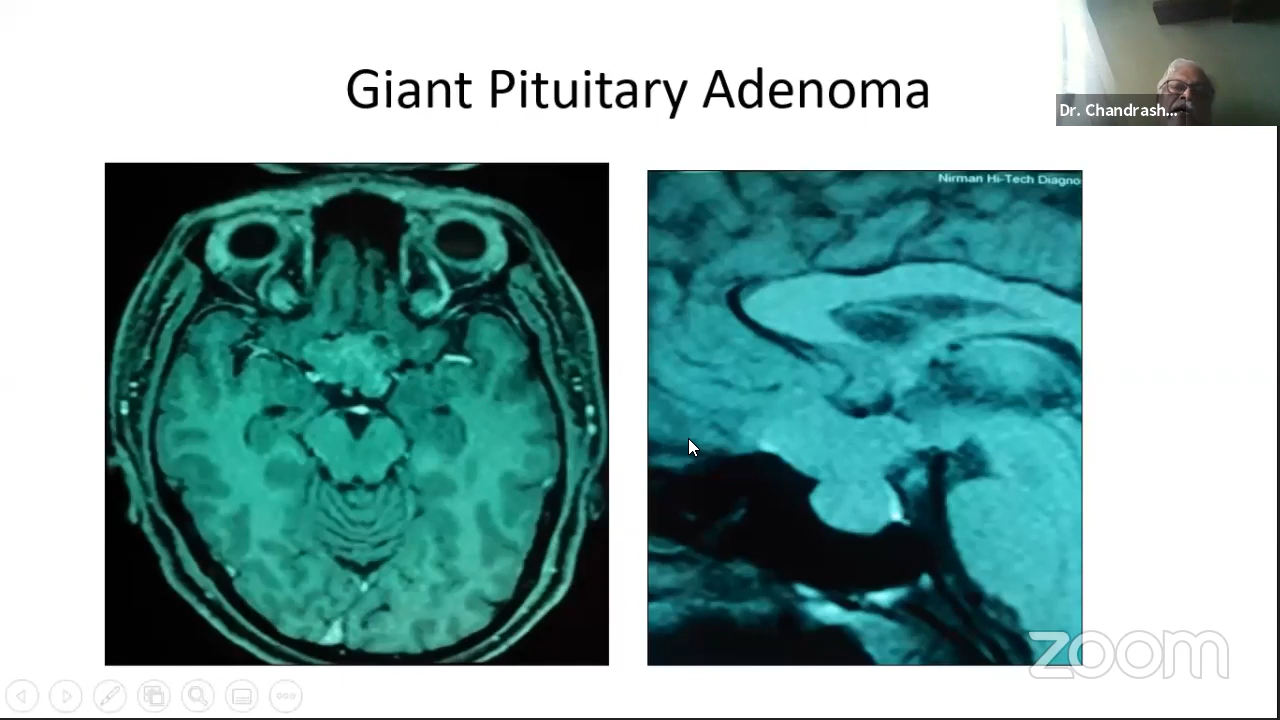 Giant Pituitary Adenoma
Dr. Chandrash...
Nirman Hi-Tech Diagno
zoom